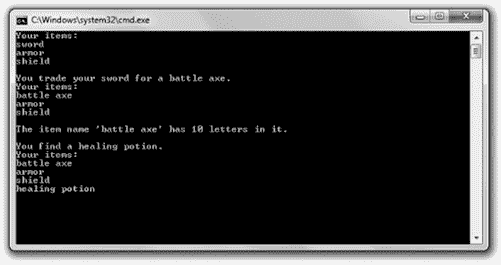 C:\Windows\system32\cmd.exe
Your items:
sword
armor
shield
You trade your sword for a battle axe.
Your items:
battle axe
armor
shield
The item name 'battle axe' has 10 letters in it.
You find a healing potion.
Your items:
battle axe
armor
shield
healing potion